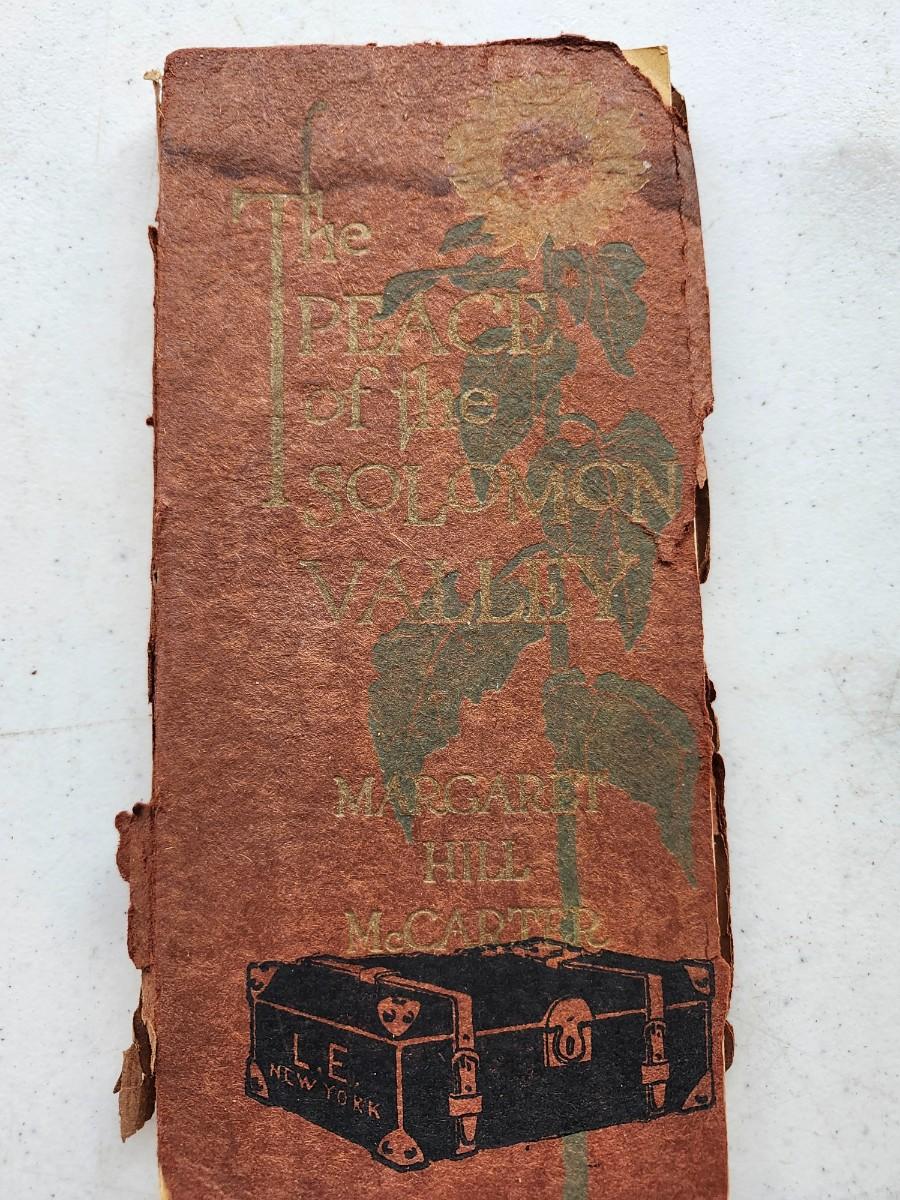 The
PEACE
of the
SOLOMON
VALLEY
MARGARET
HILL
McCARTER
L.E.
NEW YORK